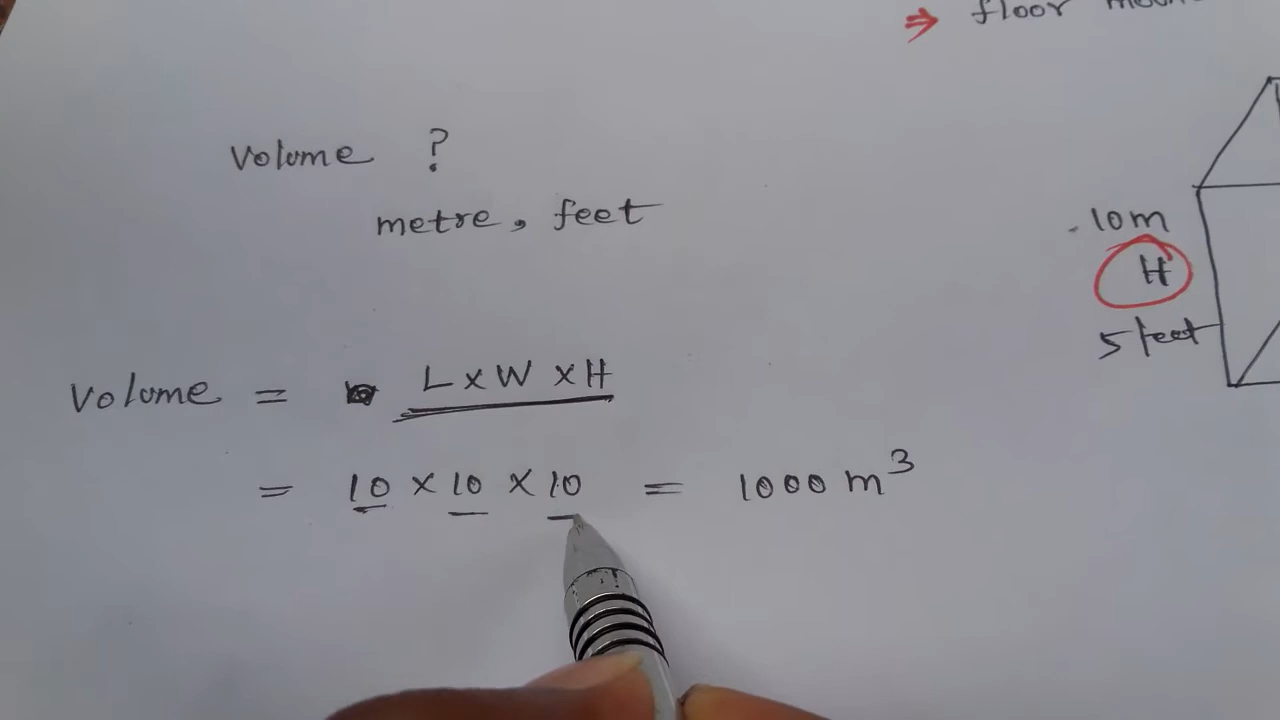 ⇒ floor
Volume ?
metre, feet
10m
H
5 feet
Volume = L x W x H
= 10 x 10 x 10 = 1000 m³